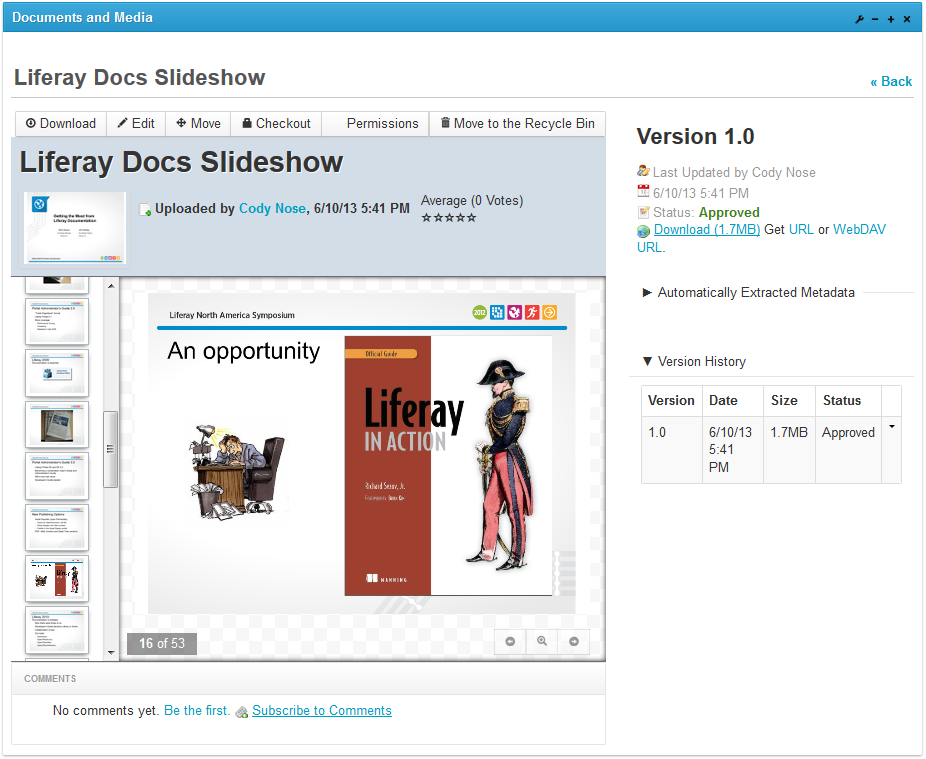 Documents and Media
Liferay Docs Slideshow
« Back
Download Edit Move Checkout Permissions Move to the Recycle Bin
Liferay Docs Slideshow
Getting the Most from
Liferay Documentation
Uploaded by Cody Nose, 6/10/13 5:41 PM
Average (0 Votes)
Liferay North America Symposium
2012
An opportunity
Official Guide
Liferay
IN ACTION
Richard Sezov, Jr.
MANNING
16 of 53
COMMENTS
No comments yet. Be the first. Subscribe to Comments
Version 1.0
Last Updated by Cody Nose
6/10/13 5:41 PM
Status: Approved
Download (1.7MB) Get URL or WebDAV
URL.
Automatically Extracted Metadata
Version History
Version Date Size Status
1.0 6/10/13 1.7MB Approved
5:41
PM